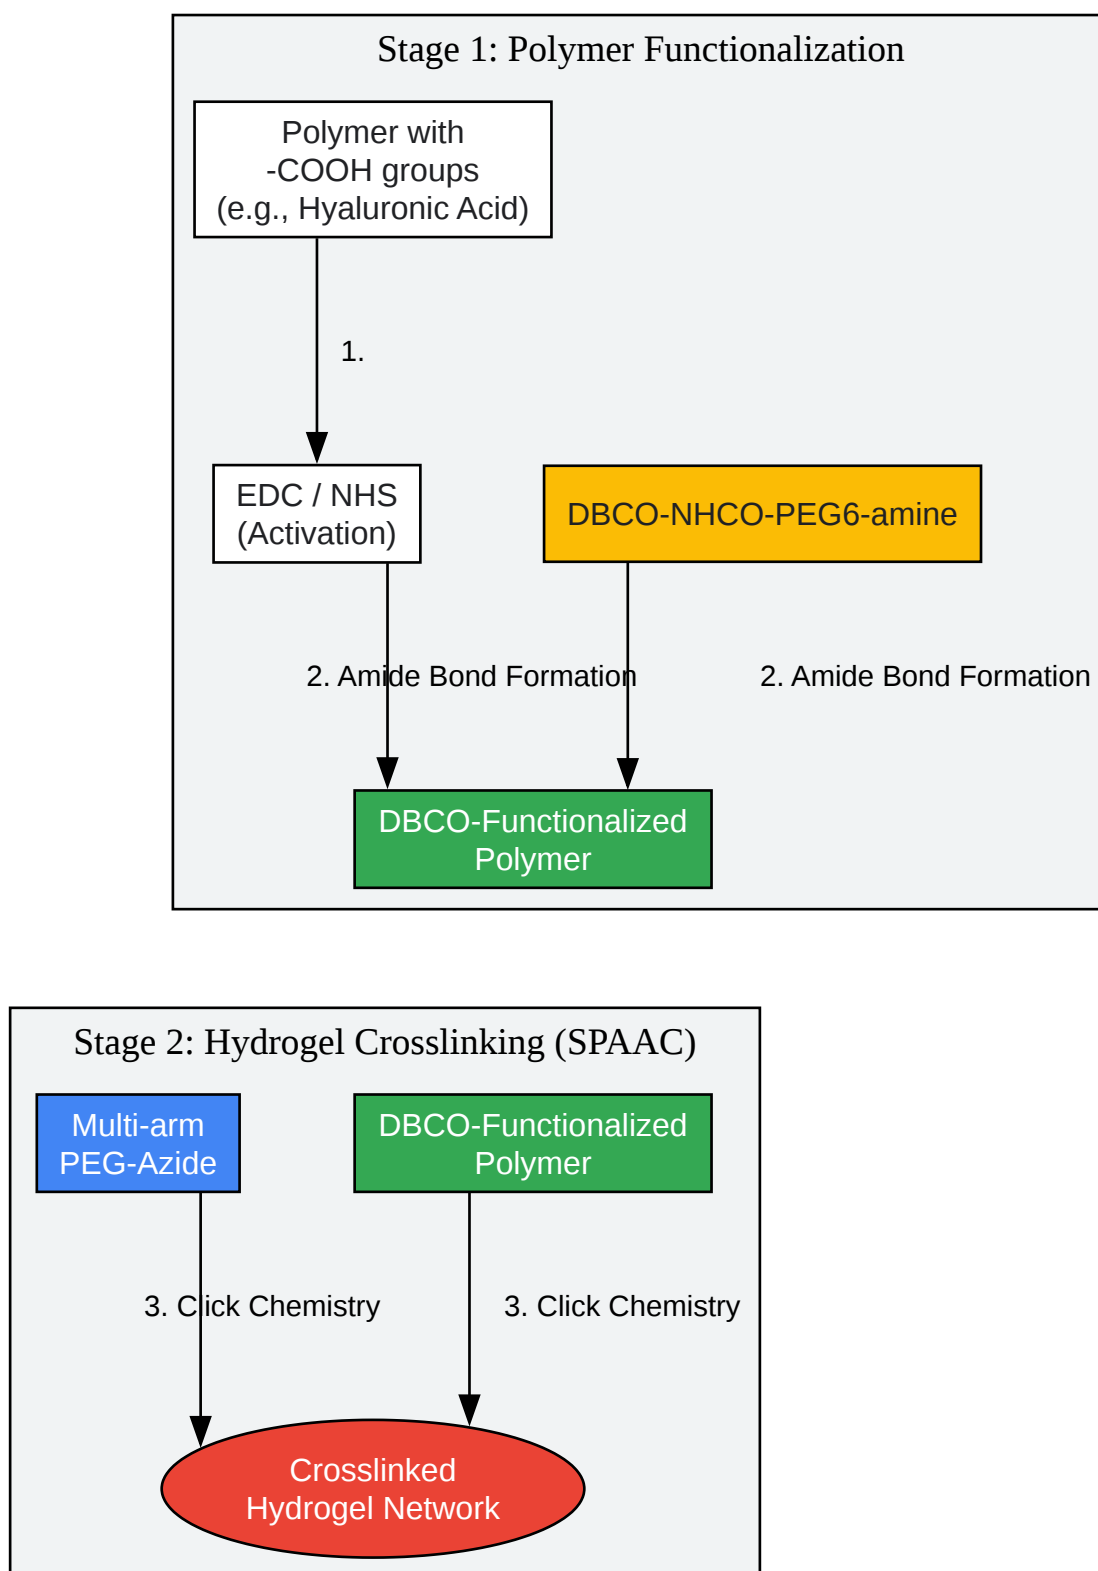 Stage 1: Polymer Functionalization
Polymer with
-COOH groups
(e.g., Hyaluronic Acid)
1.
EDC / NHS
(Activation)
DBCO-NHCO-PEG6-amine
2. Amide Bond Formation
2. Amide Bond Formation
DBCO-Functionalized
Polymer
Stage 2: Hydrogel Crosslinking (SPAAC)
Multi-arm
PEG-Azide
DBCO-Functionalized
Polymer
3. Click Chemistry
3. Click Chemistry
Crosslinked
Hydrogel Network